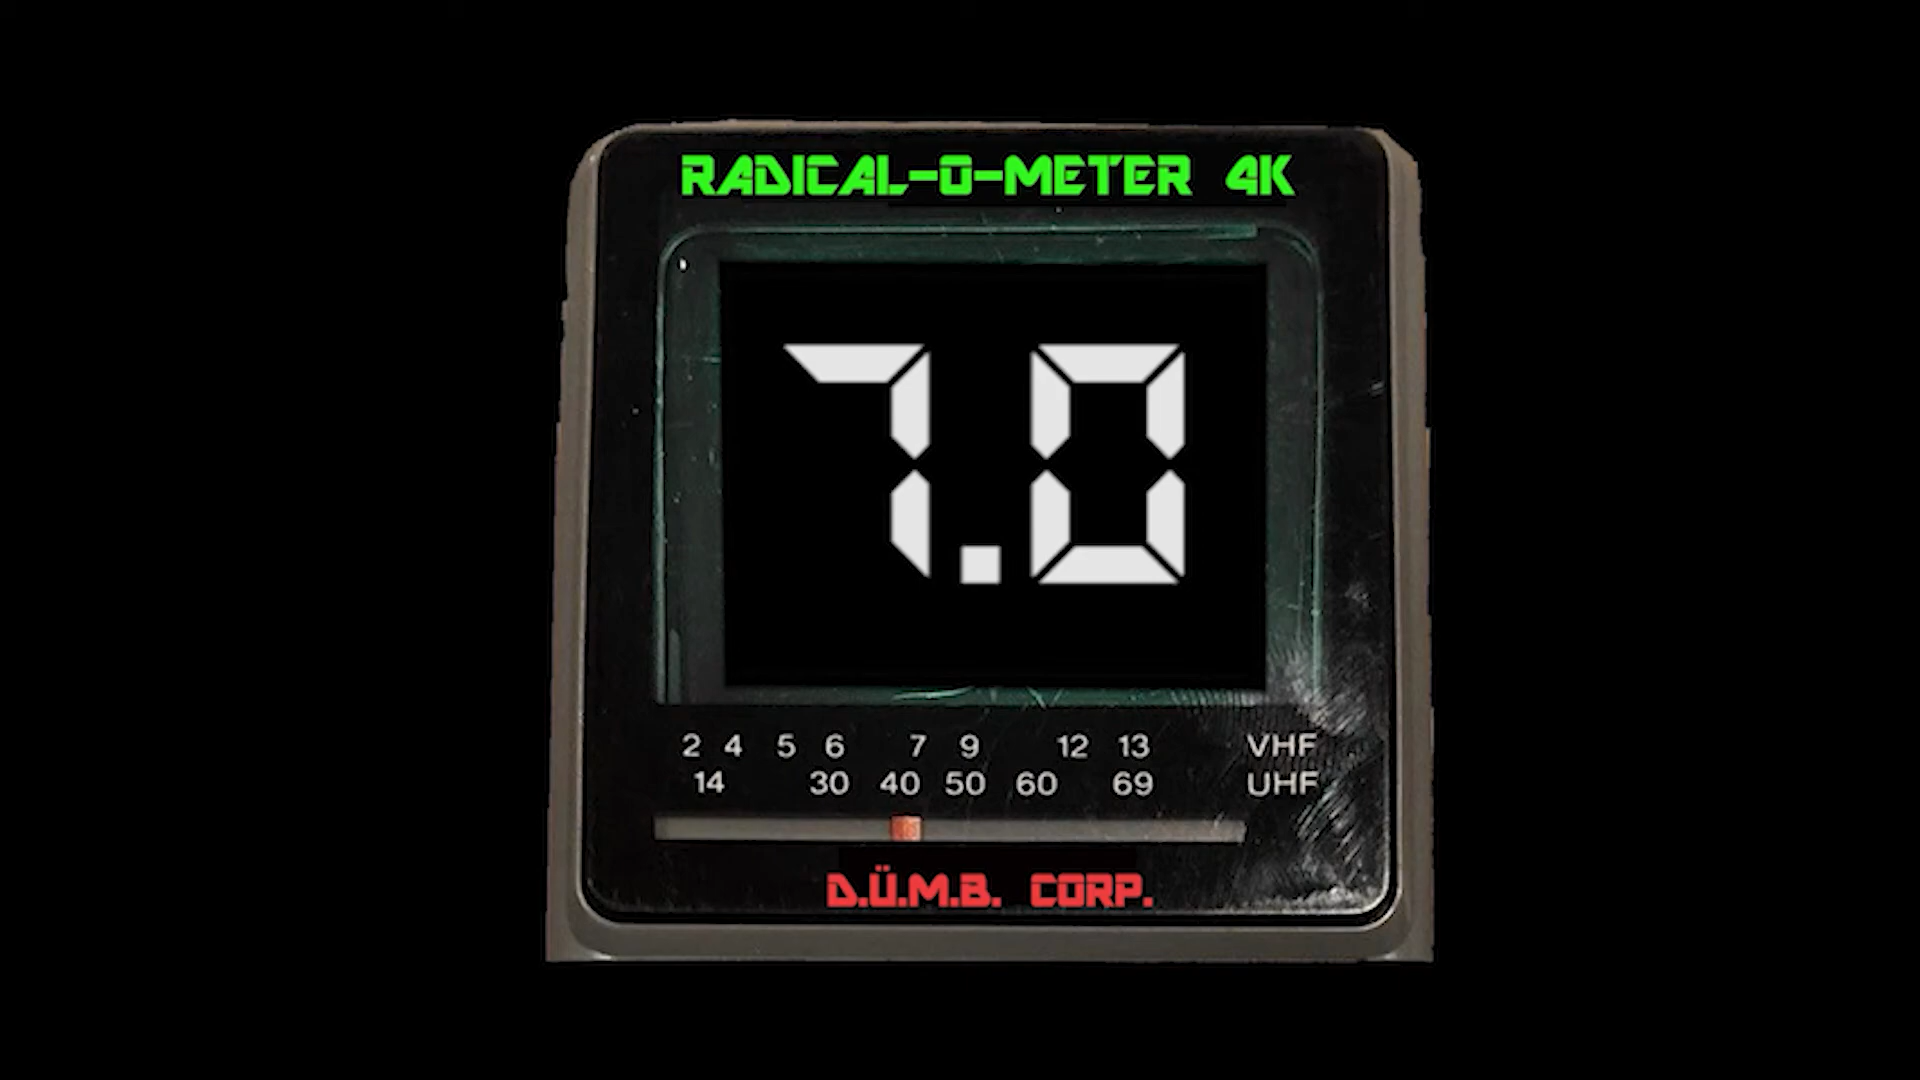 RADICAL-O-METER 4K
7.0
2 4 5 6 7 9 12 13 VHF
14 30 40 50 60 69 UHF
D.Ü.M.B. CORP.